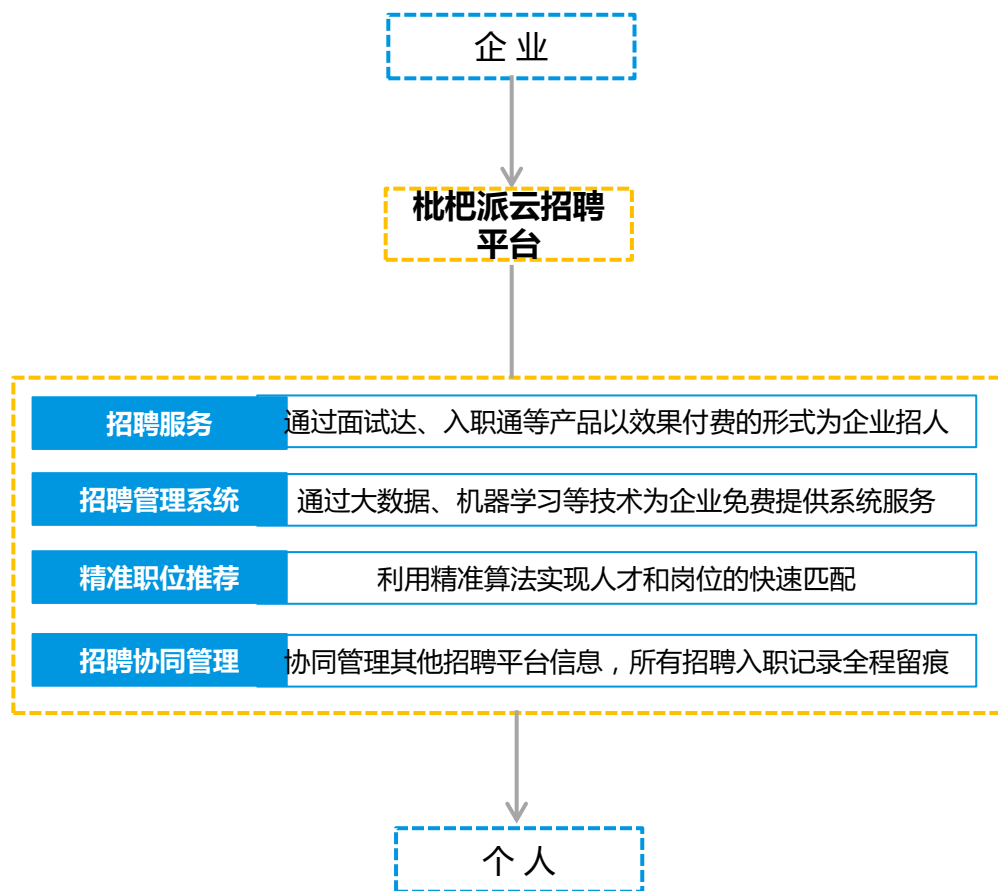 企 业
枇杷派云招聘
平台
招聘服务
通过面试达、入职通等产品以效果付费的形式为企业招人
招聘管理系统
通过大数据、机器学习等技术为企业免费提供系统服务
精准职位推荐
利用精准算法实现人才和岗位的快速匹配
招聘协同管理
协同管理其他招聘平台信息，所有招聘入职记录全程留痕
个 人